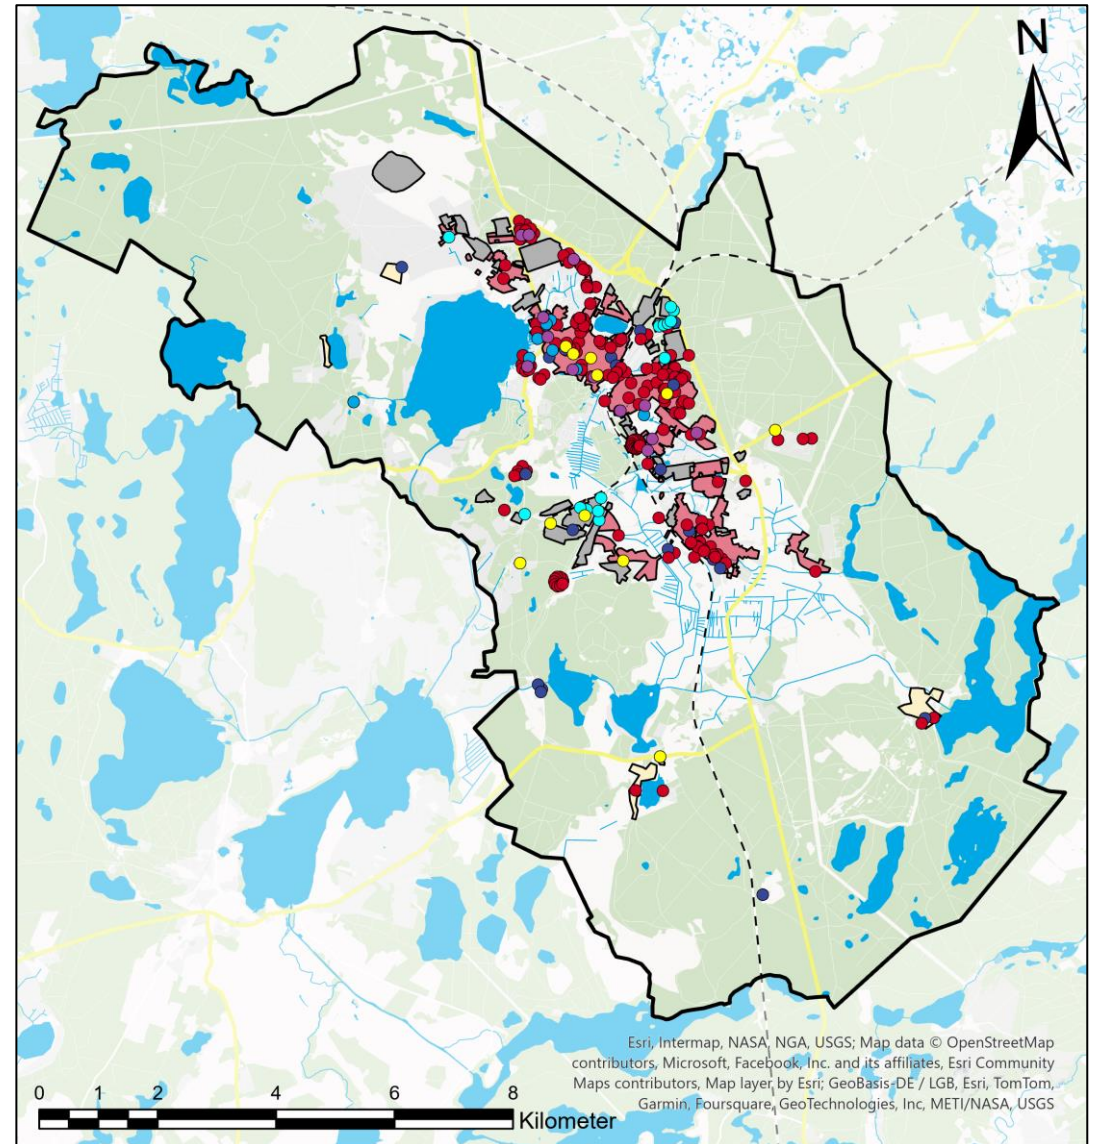 N
Esri, Intermap, NASA, NGA, USGS; Map data © OpenStreetMap
contributors, Microsoft, Facebook, Inc. and its affiliates, Esri Community
Maps contributors, Map layer by Esri; GeoBasis-DE / LGB, Esri, TomTom,
Garmin, Foursquare, GeoTechnologies, Inc, METI/NASA, USGS
0 1 2 4 6 8
Kilometer